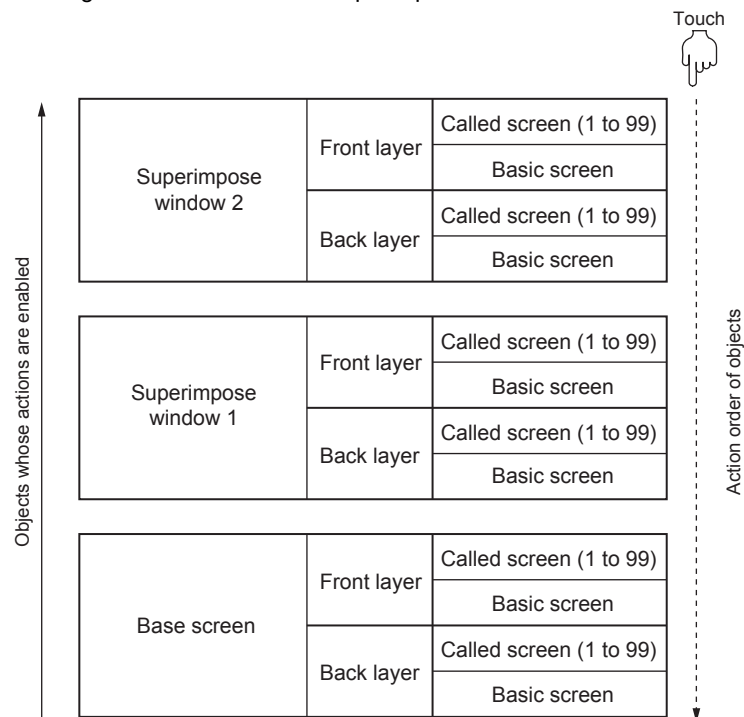 Touch
Superimpose
window 2
Front layer
Called screen (1 to 99)
Basic screen
Back layer
Called screen (1 to 99)
Basic screen
Objects whose actions are enabled
Superimpose
window 1
Front layer
Called screen (1 to 99)
Basic screen
Back layer
Called screen (1 to 99)
Basic screen
Action order of objects
Base screen
Front layer
Called screen (1 to 99)
Basic screen
Back layer
Called screen (1 to 99)
Basic screen